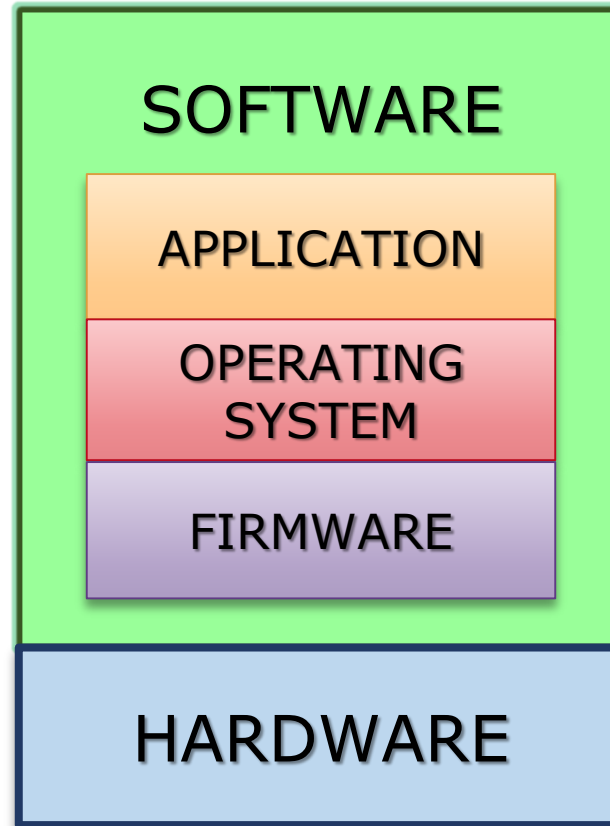 SOFTWARE
APPLICATION
OPERATING
SYSTEM
FIRMWARE
HARDWARE